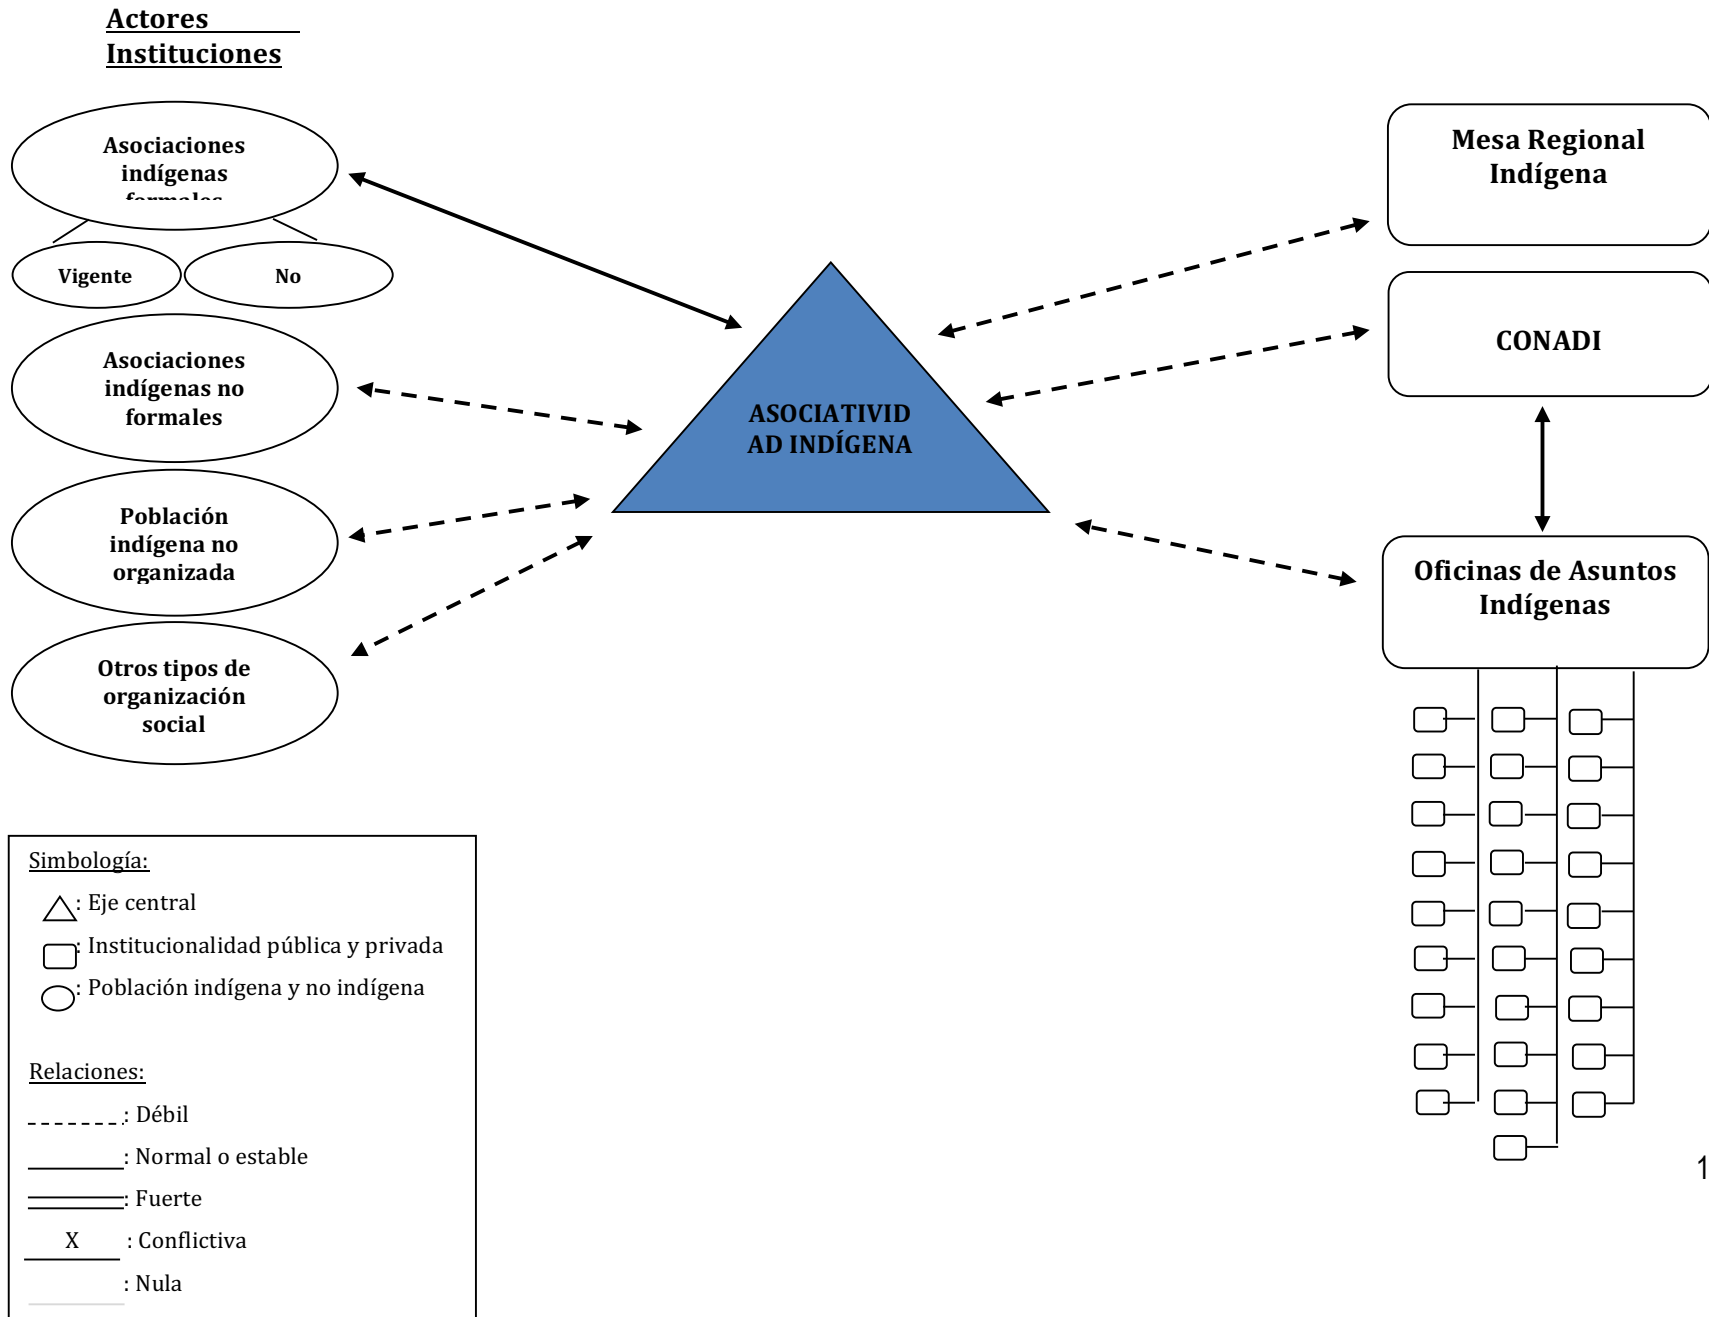 Actores
Instituciones
Asociaciones
indígenas
formales
Vigente
No
Asociaciones
indígenas no
formales
Población
indígena no
organizada
Otros tipos de
organización
social
ASOCIATIVID
AD INDÍGENA
Mesa Regional
Indígena
CONADI
Oficinas de Asuntos
Indígenas
Simbología:
: Eje central
: Institucionalidad pública y privada
: Población indígena y no indígena
Relaciones:
: Débil
: Normal o estable
: Fuerte
X : Conflictiva
: Nula
1